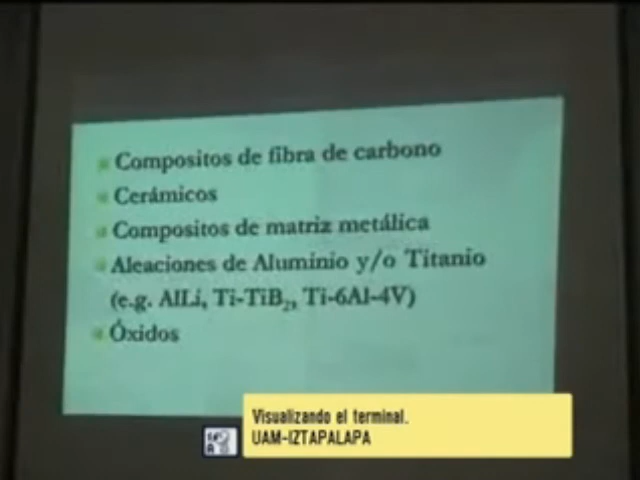 Compositos de fibra de carbono
Cerámicos
Compositos de matriz metálica
Aleaciones de Aluminio y/o Titanio
(e.g. AlLi, Ti-TiB₂, Ti-6Al-4V)
Óxidos
Visualizando el terminal.
UAM-IZTAPALAPA